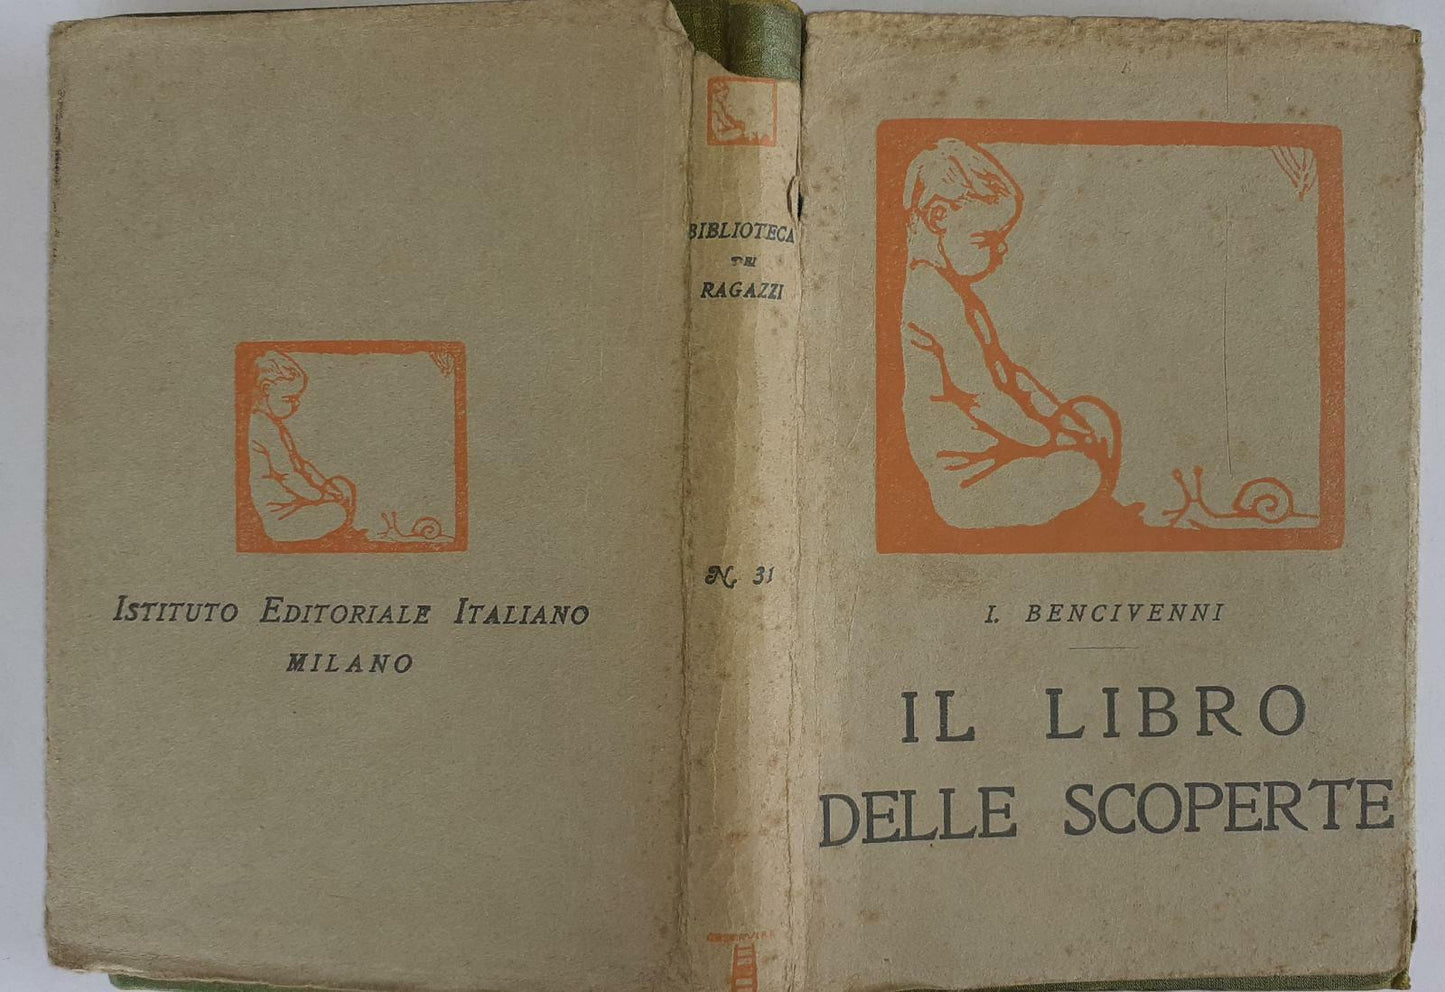 ISTITUTO EDITORIALE ITALIANO
MILANO
BIBLIOTECA
DEI
RAGAZZI
N. 31
I. BENCIVENNI
IL LIBRO
DELLE SCOPERTE